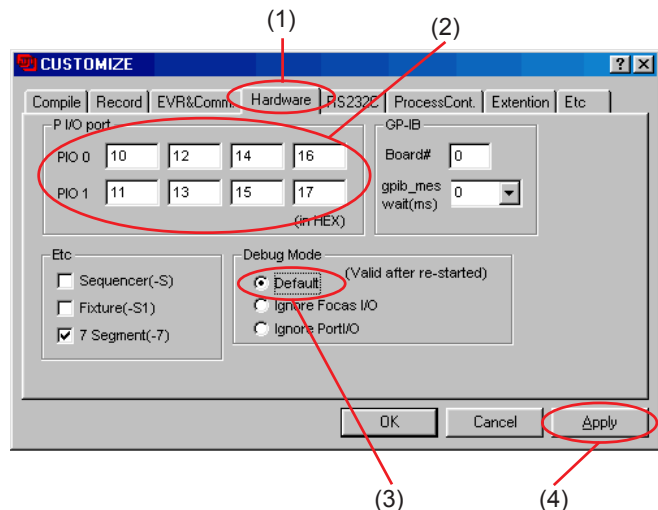 (1)
(2)
CUSTOMIZE
Compile Record EVR&Comm. Hardware RS232C ProcessCont. Extention Etc
P I/O port
PIO 0 10 12 14 16
PIO 1 11 13 15 17
(in HEX)
GP-IB
Board# 0
gpib_mes 0
wait(ms)
Etc
Sequencer(-S)
Fixture(-S1)
7 Segment(-7)
Debug Mode
(Valid after re-started)
Default
Ignore Focas I/O
Ignore PortI/O
OK Cancel Apply
(3)
(4)